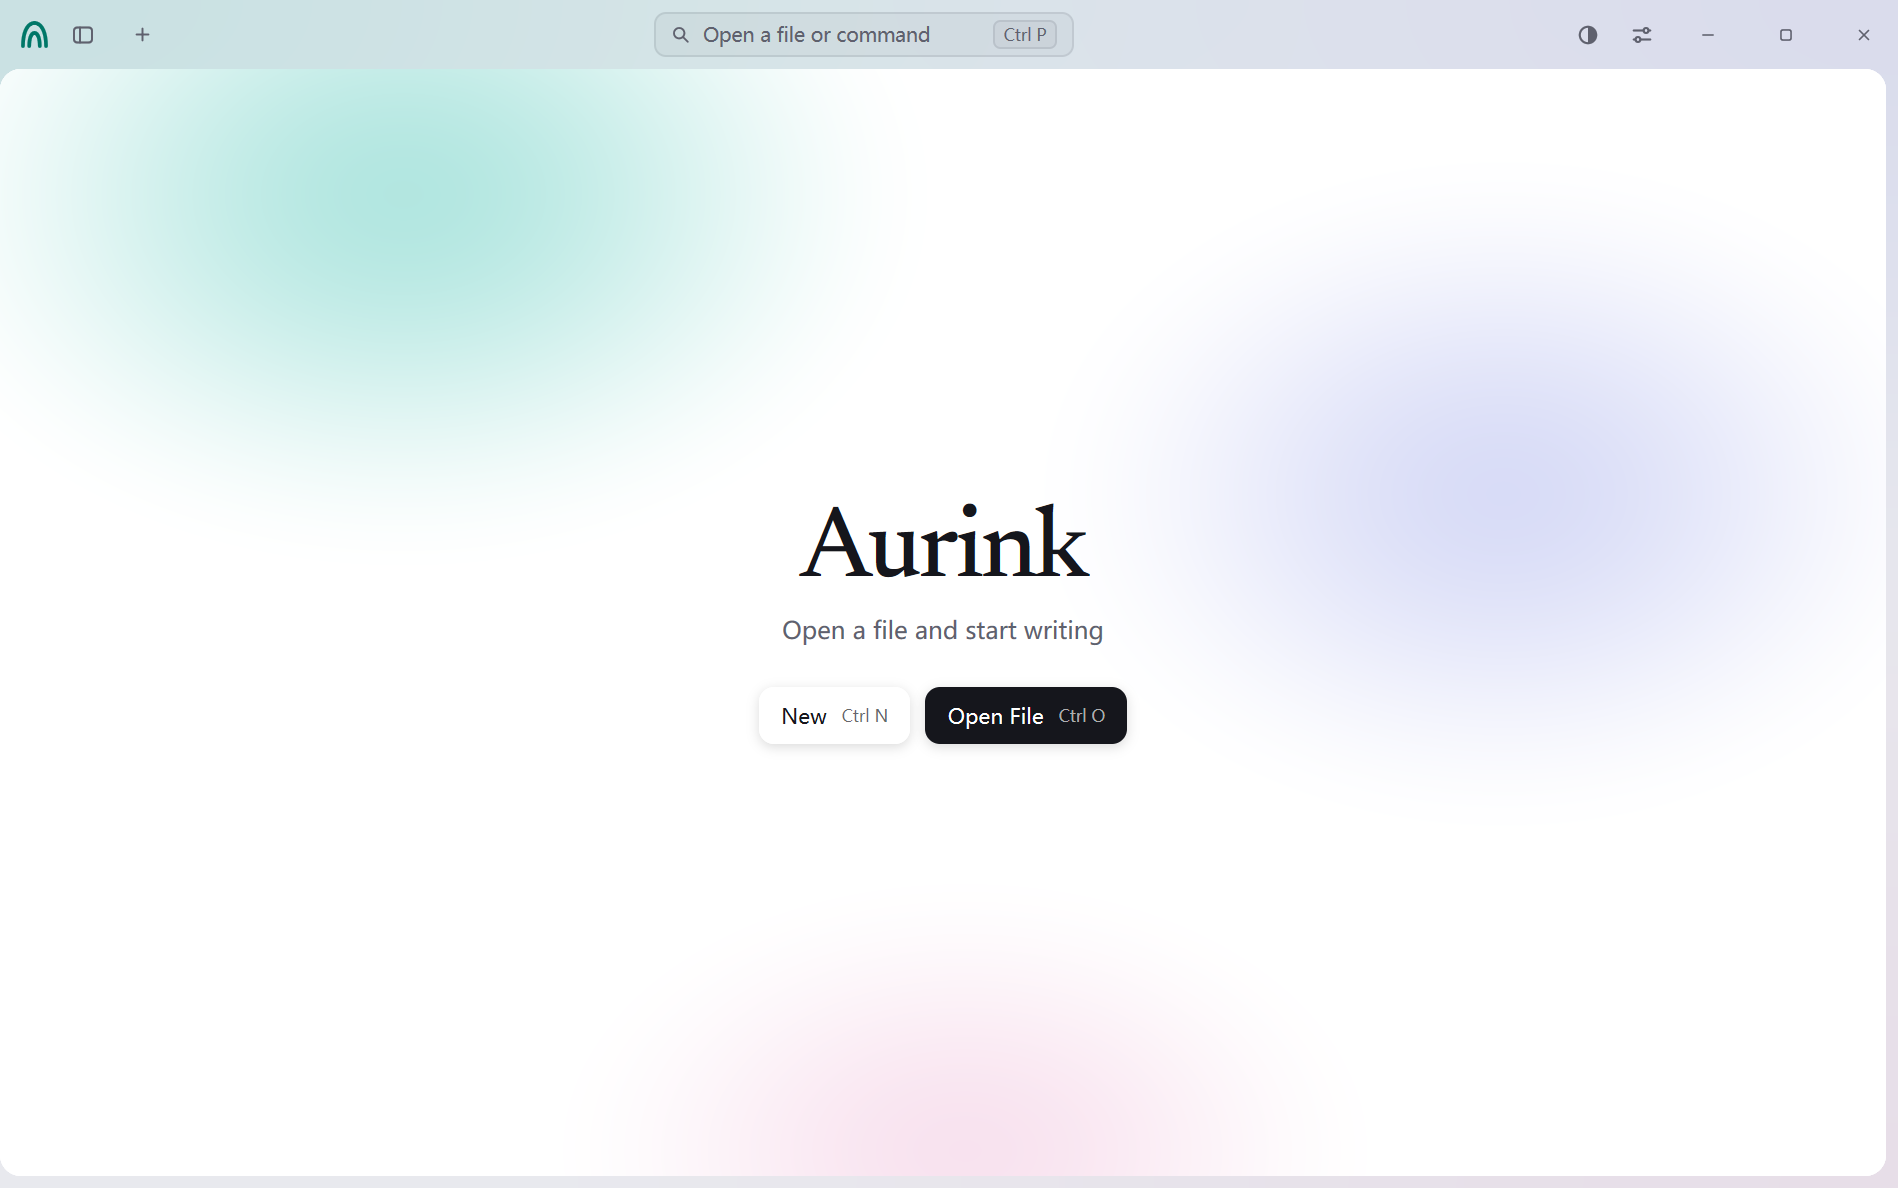 Open a file or command Ctrl P
Aurink
Open a file and start writing
New Ctrl N Open File Ctrl O